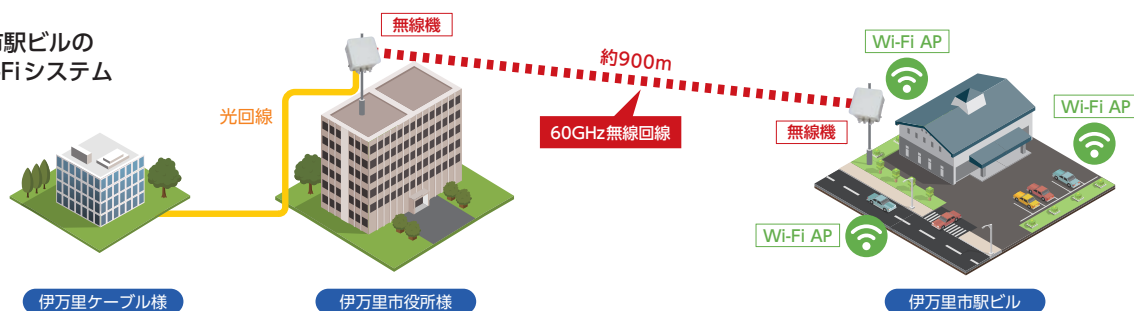 駅ビルの
Fiシステム
無線機
約900m
Wi-Fi AP
光回線
60GHz無線回線
無線機
Wi-Fi AP
Wi-Fi AP
伊万里ケーブル様
伊万里市役所様
伊万里市駅ビル